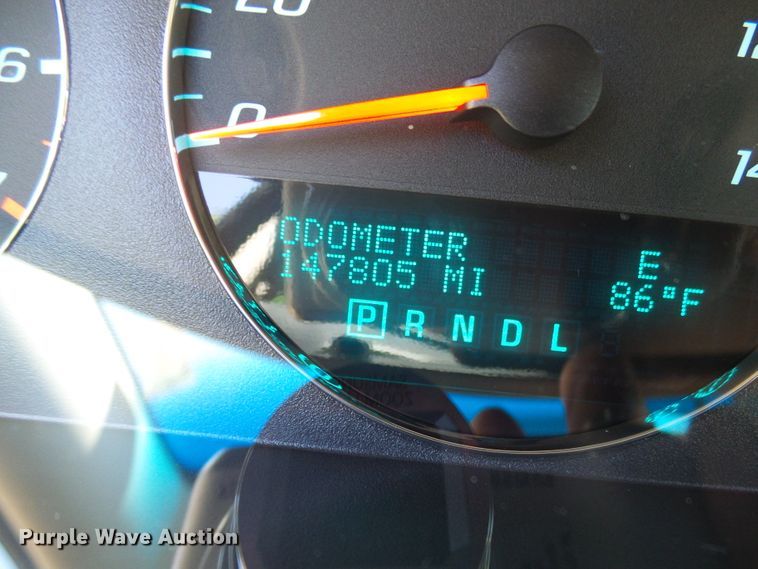 20
6
0
12
14
ODOMETER
147805 MI
E
86°F
P R N D L
Purple Wave Auction